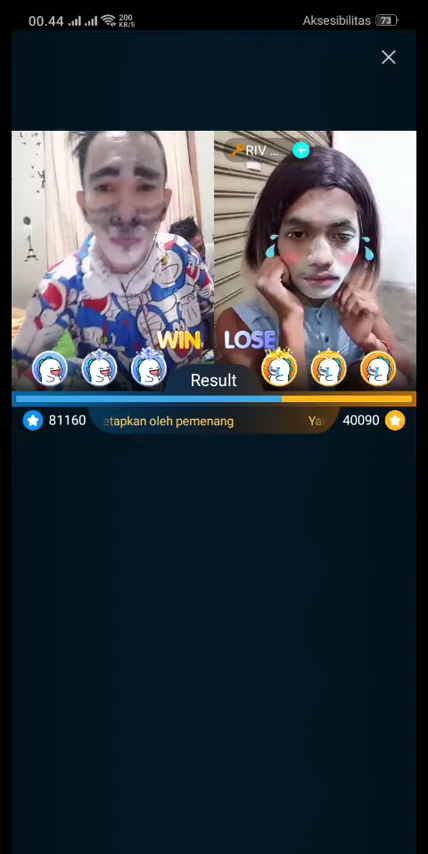 00.44
200
KB/S
Aksesibilitas
73
RIV ...
WIN
LOSE
Result
81160
etapkan oleh pemenang
40090